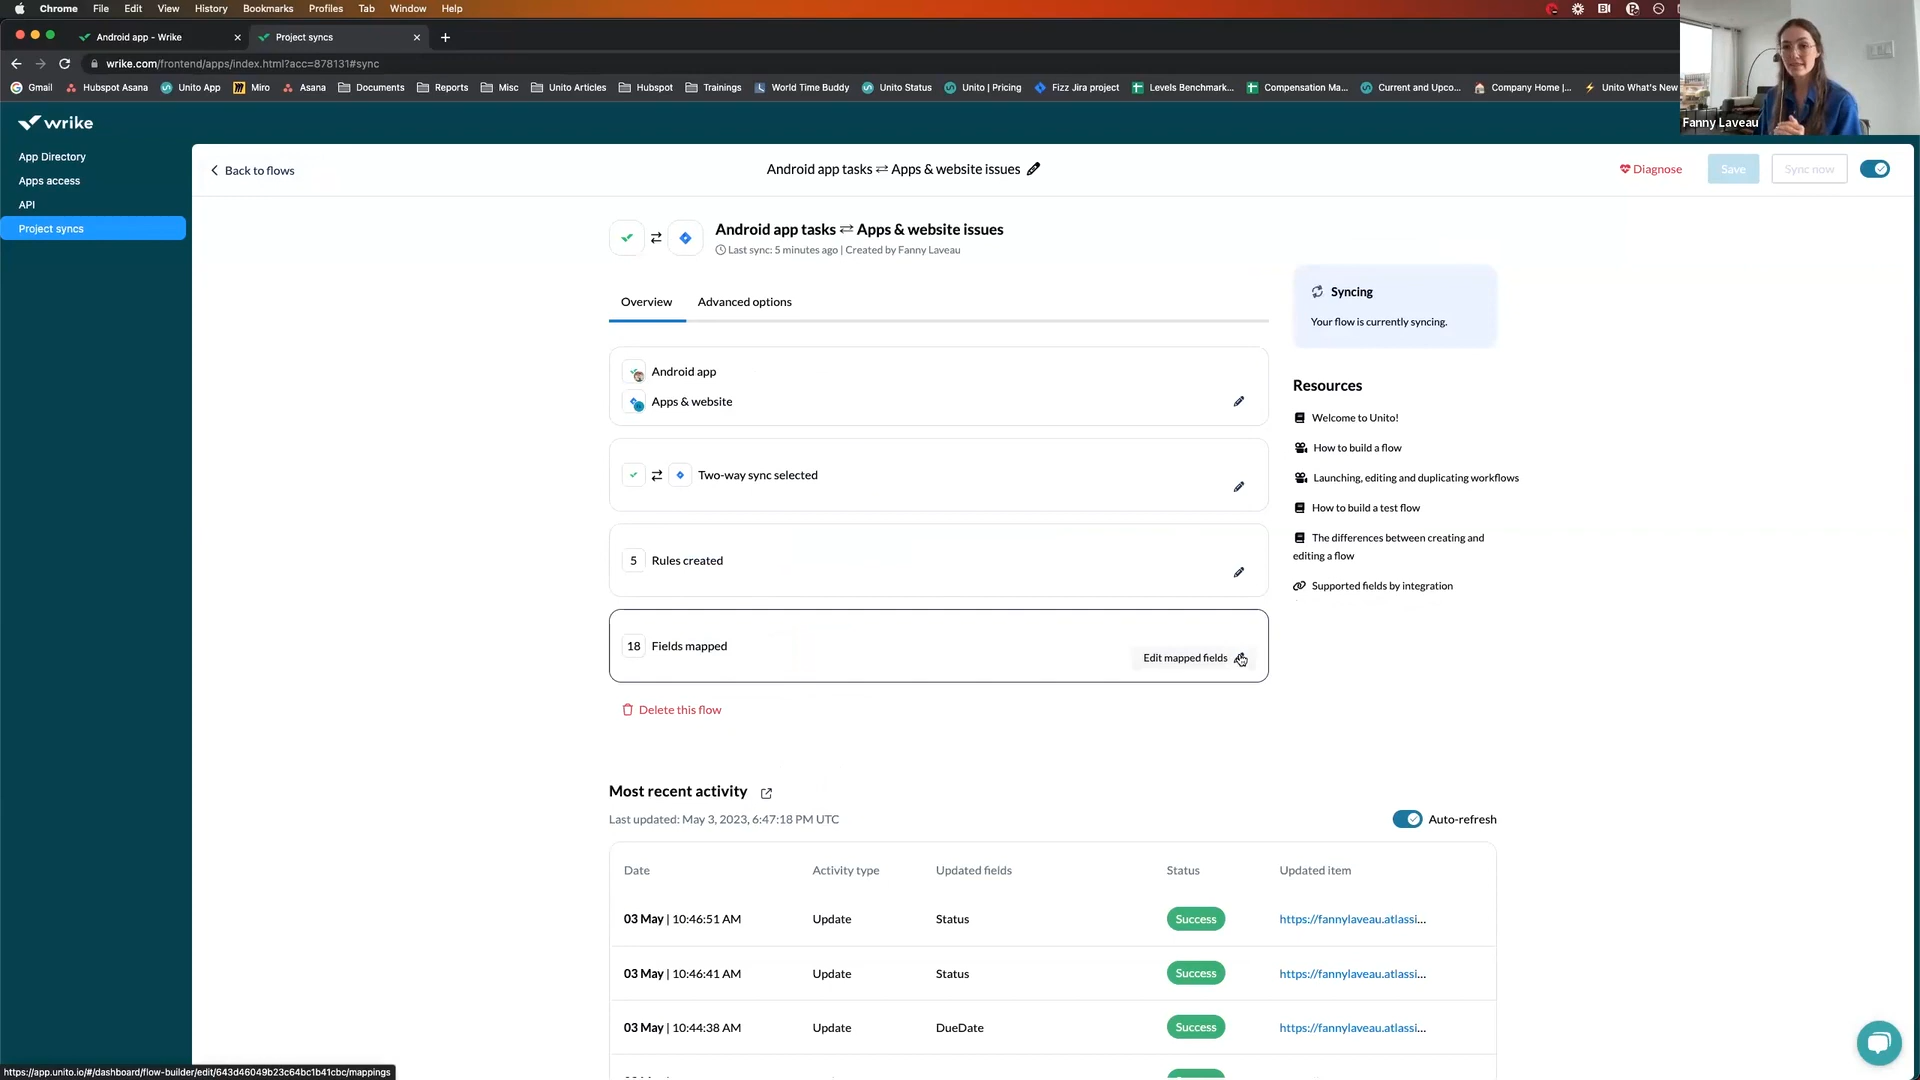 Chrome File Edit View History Bookmarks Profiles Tab Window Help
Android app - Wrike
Project syncs
wrike.com/frontend/apps/index.html?acc=878131#sync
Gmail Hubspot Asana Unito App Miro Asana Documents Reports Misc Unito Articles Hubspot Trainings World Time Buddy Unito Status Unito | Pricing Fizz Jira project Levels Benchmark... Compensation Ma... Current and Upco... Company Home |... Unito What's New
Fanny Laveau
wrike
App Directory
Apps access
API
Project syncs
Back to flows
Android app tasks ⇄ Apps & website issues
Diagnose
Save
Sync now
Android app tasks ⇄ Apps & website issues
Last sync: 5 minutes ago | Created by Fanny Laveau
Overview
Advanced options
Android app
Apps & website
Two-way sync selected
5 Rules created
18 Fields mapped
Edit mapped fields
Delete this flow
Syncing
Your flow is currently syncing.
Resources
Welcome to Unito!
How to build a flow
Launching, editing and duplicating workflows
How to build a test flow
The differences between creating and
editing a flow
Supported fields by integration
Most recent activity
Last updated: May 3, 2023, 6:47:18 PM UTC
Auto-refresh
Date Activity type Updated fields Status Updated item
03 May | 10:46:51 AM Update Status Success https://fannylaveau.atlassi...
03 May | 10:46:41 AM Update Status Success https://fannylaveau.atlassi...
03 May | 10:44:38 AM Update DueDate Success https://fannylaveau.atlassi...
https://app.unito.io/#/dashboard/flow-builder/edit/643d46049b23c64bc1b41cbc/mappings